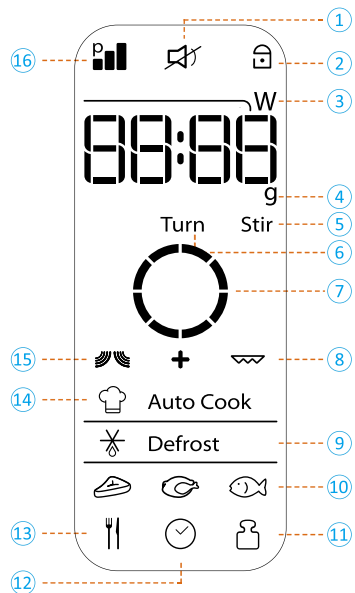 1
16 P 2
W 3
88:88
g 4
Turn Stir 5
6
7
15 + 8
14 Auto Cook
Defrost 9
10
13 11
12